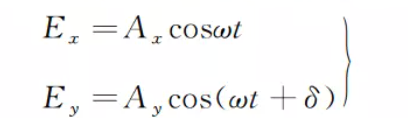 E_x = A_x cosωt
E_y = A_y cos(ωt + δ)